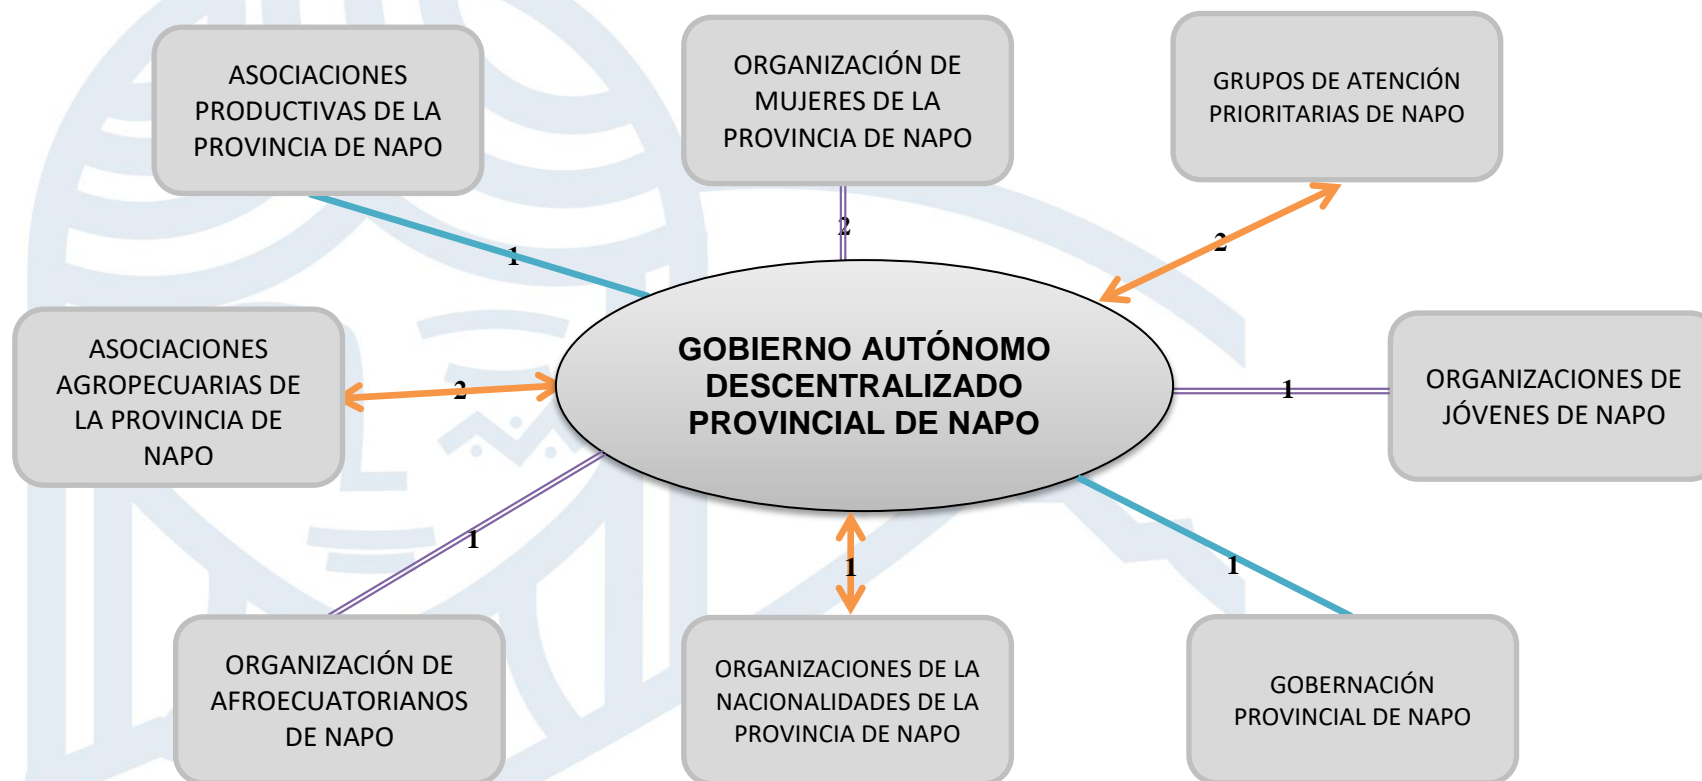 ASOCIACIONES
PRODUCTIVAS DE LA
PROVINCIA DE NAPO
ORGANIZACIÓN DE
MUJERES DE LA
PROVINCIA DE NAPO
GRUPOS DE ATENCIÓN
PRIORITARIAS DE NAPO
1
2
2
ASOCIACIONES
AGROPECUARIAS DE
LA PROVINCIA DE
NAPO
2
GOBIERNO AUTÓNOMO
DESCENTRALIZADO
PROVINCIAL DE NAPO
1
ORGANIZACIONES DE
JÓVENES DE NAPO
1
1
1
ORGANIZACIÓN DE
AFROECUATORIANOS
DE NAPO
ORGANIZACIONES DE LA
NACIONALIDADES DE LA
PROVINCIA DE NAPO
GOBERNACIÓN
PROVINCIAL DE NAPO